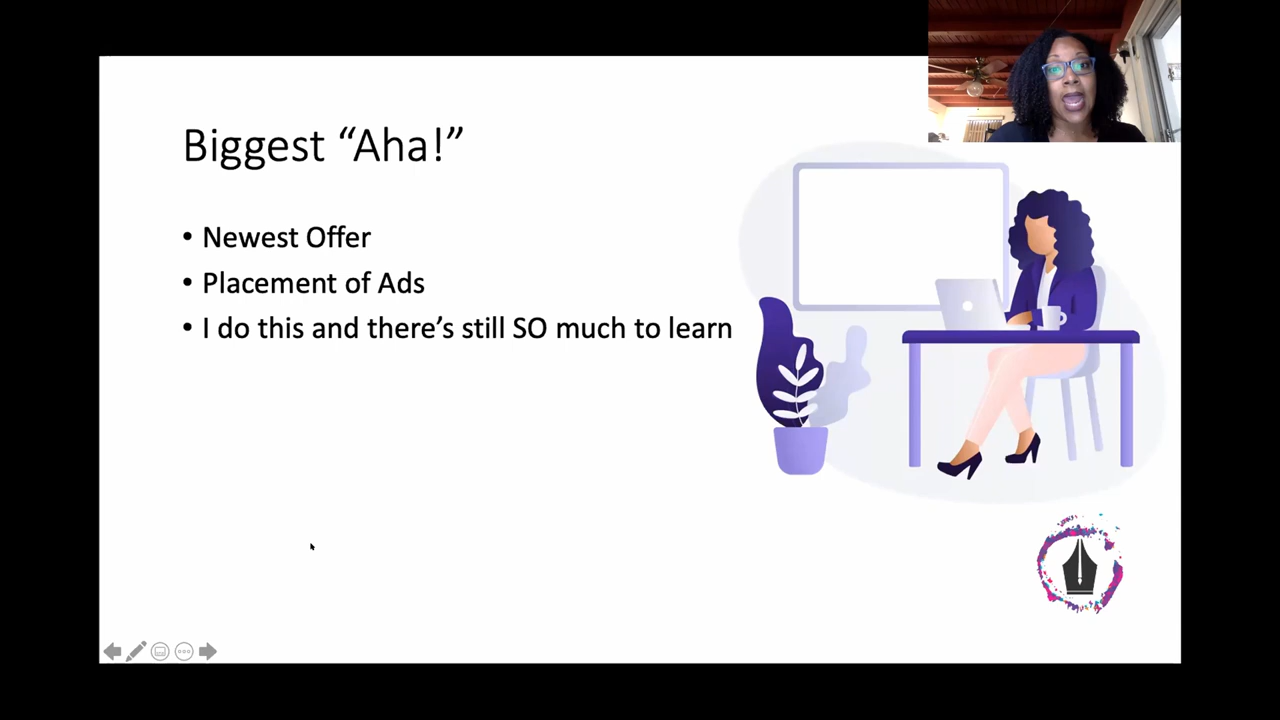 Biggest “Aha!”
• Newest Offer
• Placement of Ads
• I do this and there’s still SO much to learn